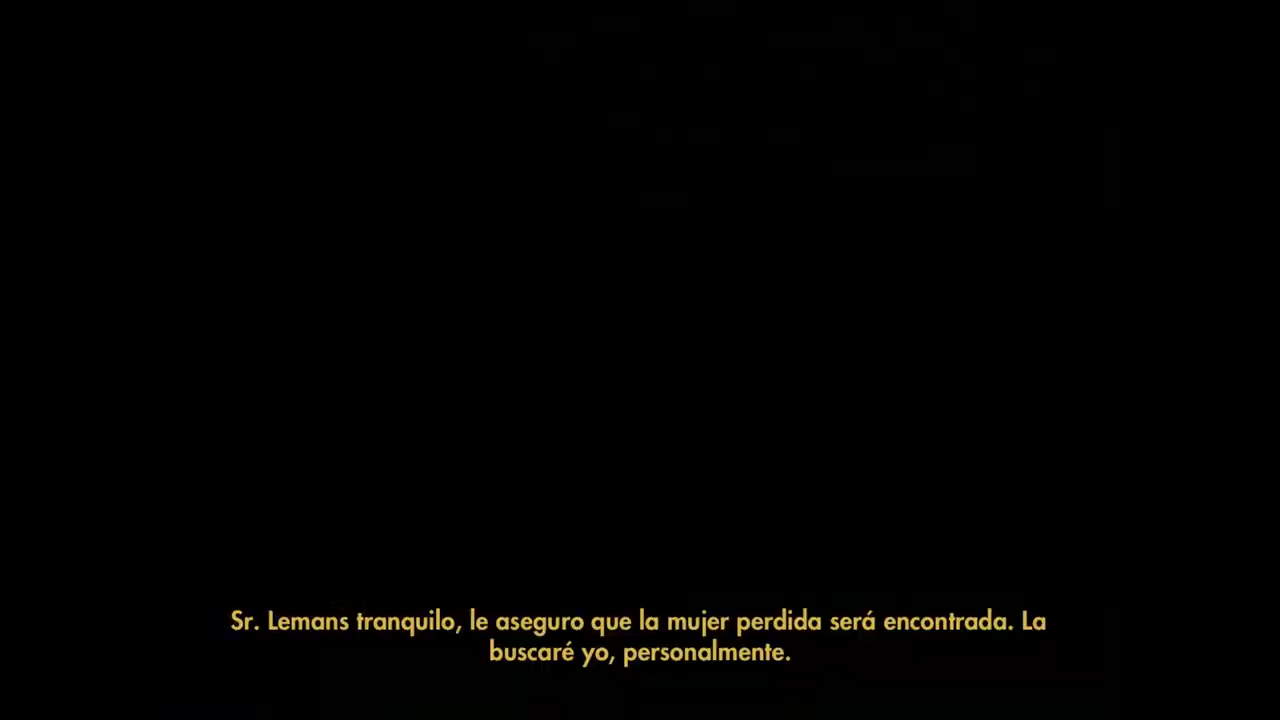 Sr. Lemans tranquilo, le aseguro que la mujer perdida será encontrada. La
buscaré yo, personalmente.